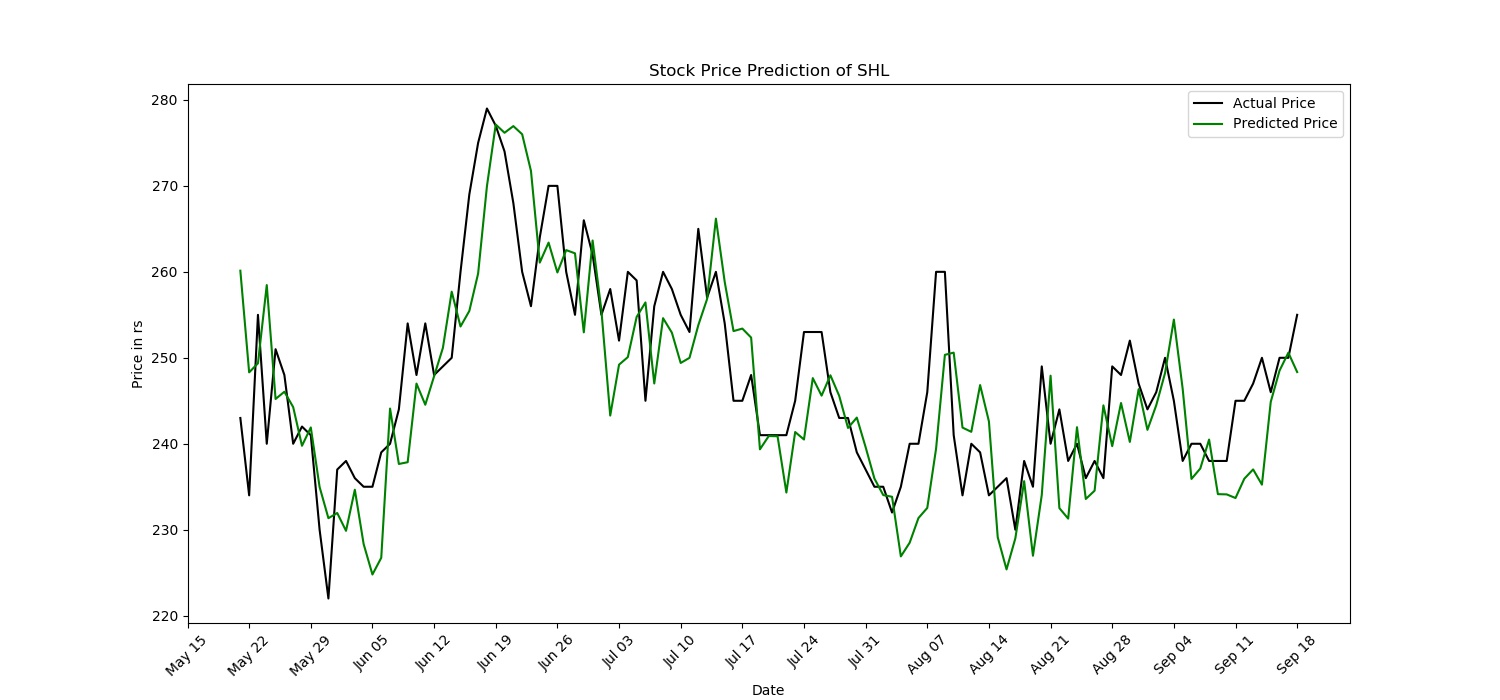 Stock Price Prediction of SHL
Actual Price
Predicted Price
Price in rs
280
270
260
250
240
230
220
May 15
May 22
May 29
Jun 05
Jun 12
Jun 19
Jun 26
Jul 03
Jul 10
Jul 17
Jul 24
Jul 31
Aug 07
Aug 14
Aug 21
Aug 28
Sep 04
Sep 11
Sep 18
Date